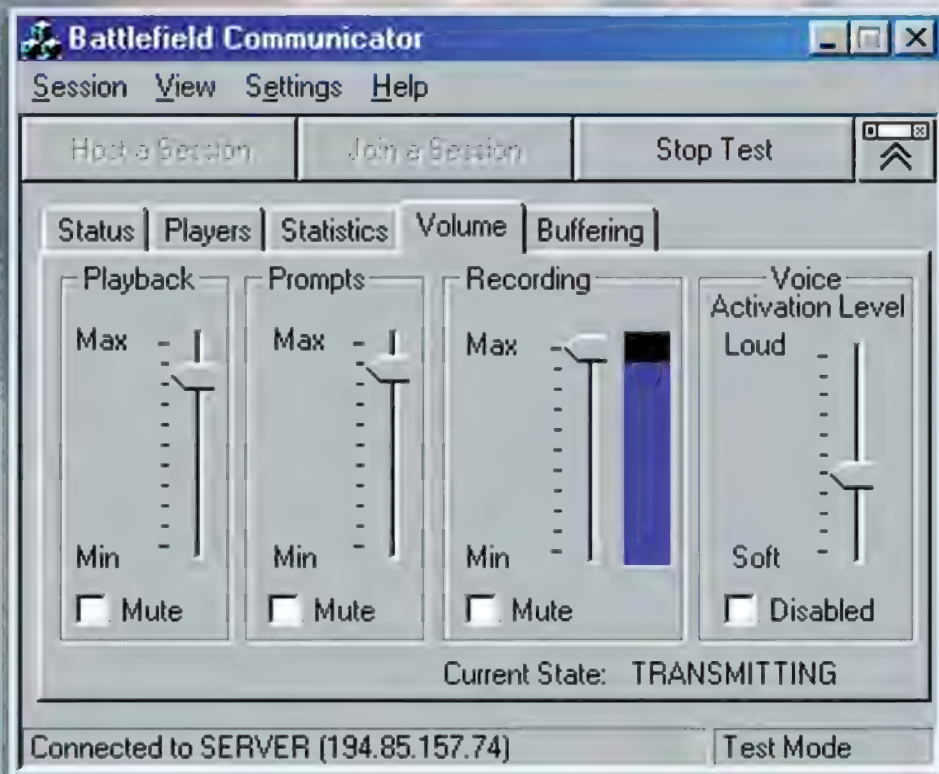 Battlefield Communicator
Session View Settings Help
Host a Session Join a Session Stop Test
Status Players Statistics Volume Buffering
Playback Prompts Recording Voice Activation Level
Max Max Max Loud
Min Min Min Soft
Mute Mute Mute Disabled
Current State: TRANSMITTING
Connected to SERVER (194.85.157.74) Test Mode